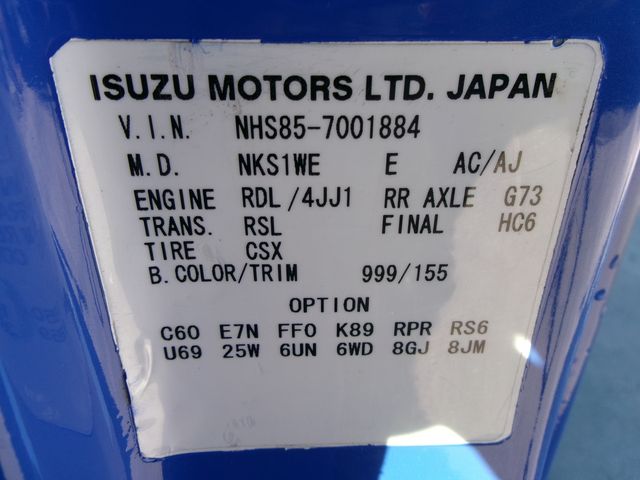 ISUZU MOTORS LTD. JAPAN
V.I.N. NHS85-7001884
M.D. NKS1WE E AC/AJ
ENGINE RDL/4JJ1 RR AXLE G73
TRANS. RSL FINAL HC6
TIRE CSX
B.COLOR/TRIM 999/155
OPTION
C60 E7N FF0 K89 RPR RS6
U69 25W 6UN 6WD 8GJ 8JM